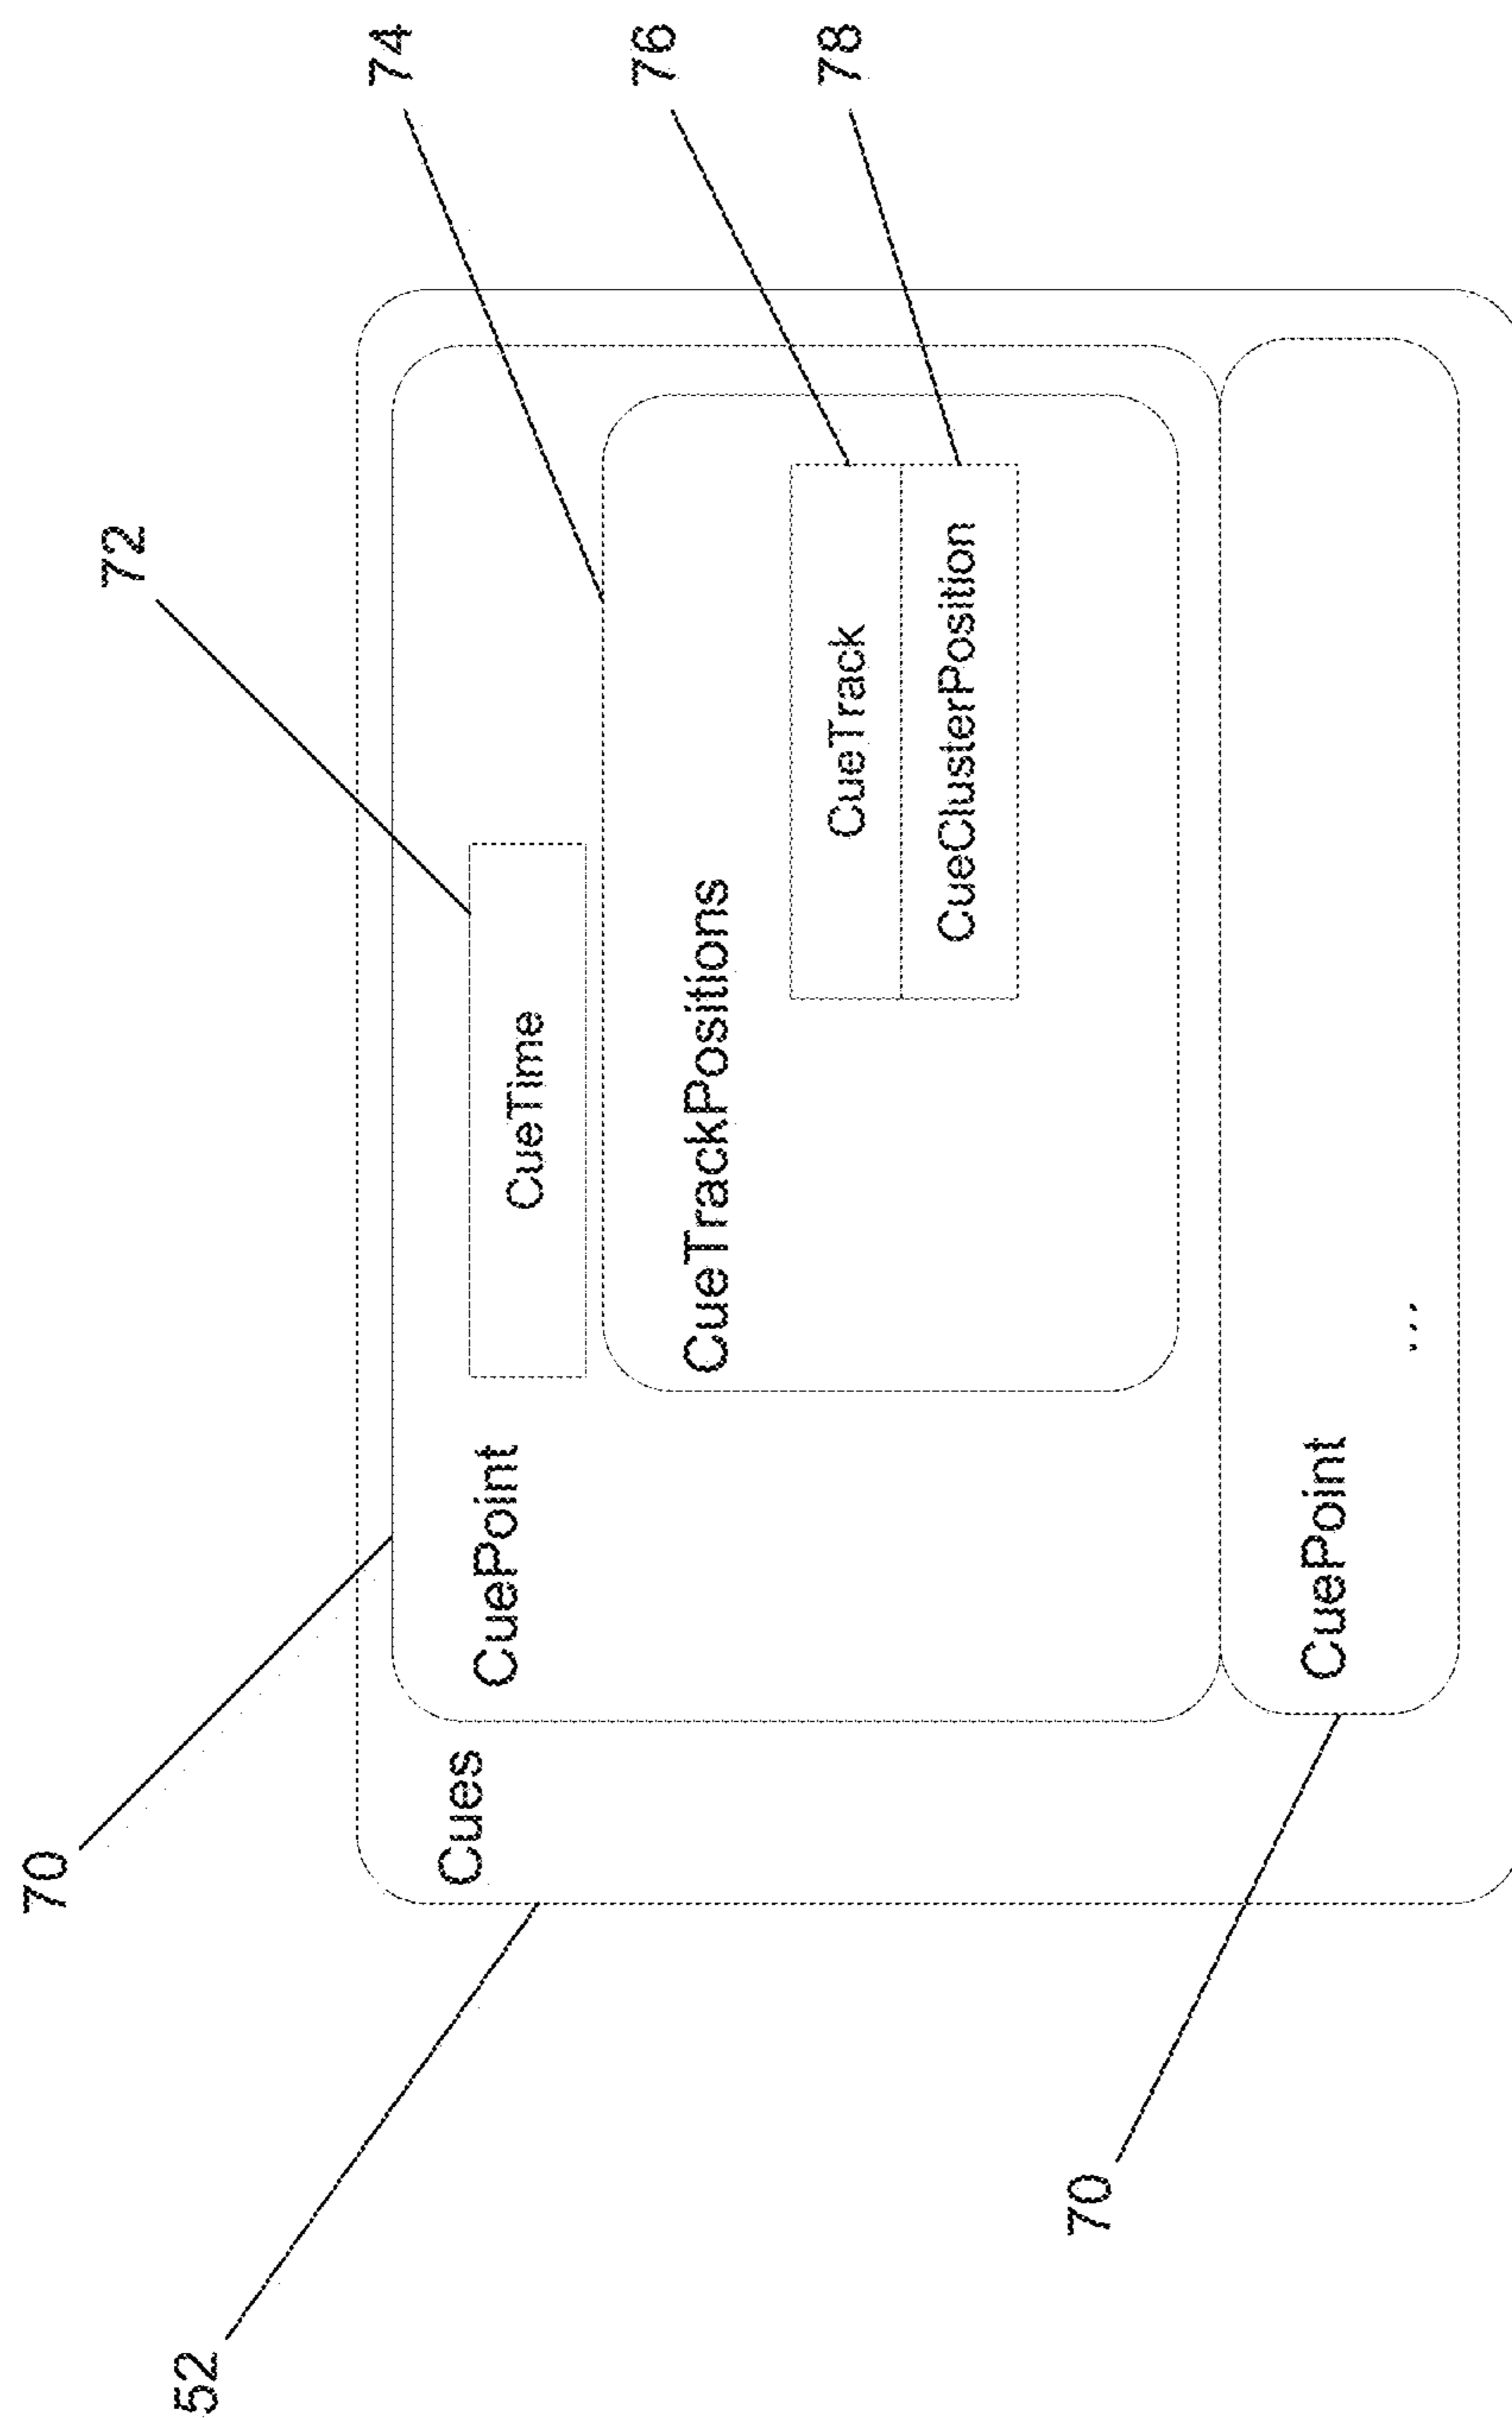 70
72
74
76
78
52
70
Cues
CuePoint
CueTime
CueTrackPositions
CueTrack
CueClusterPosition
CuePoint
...